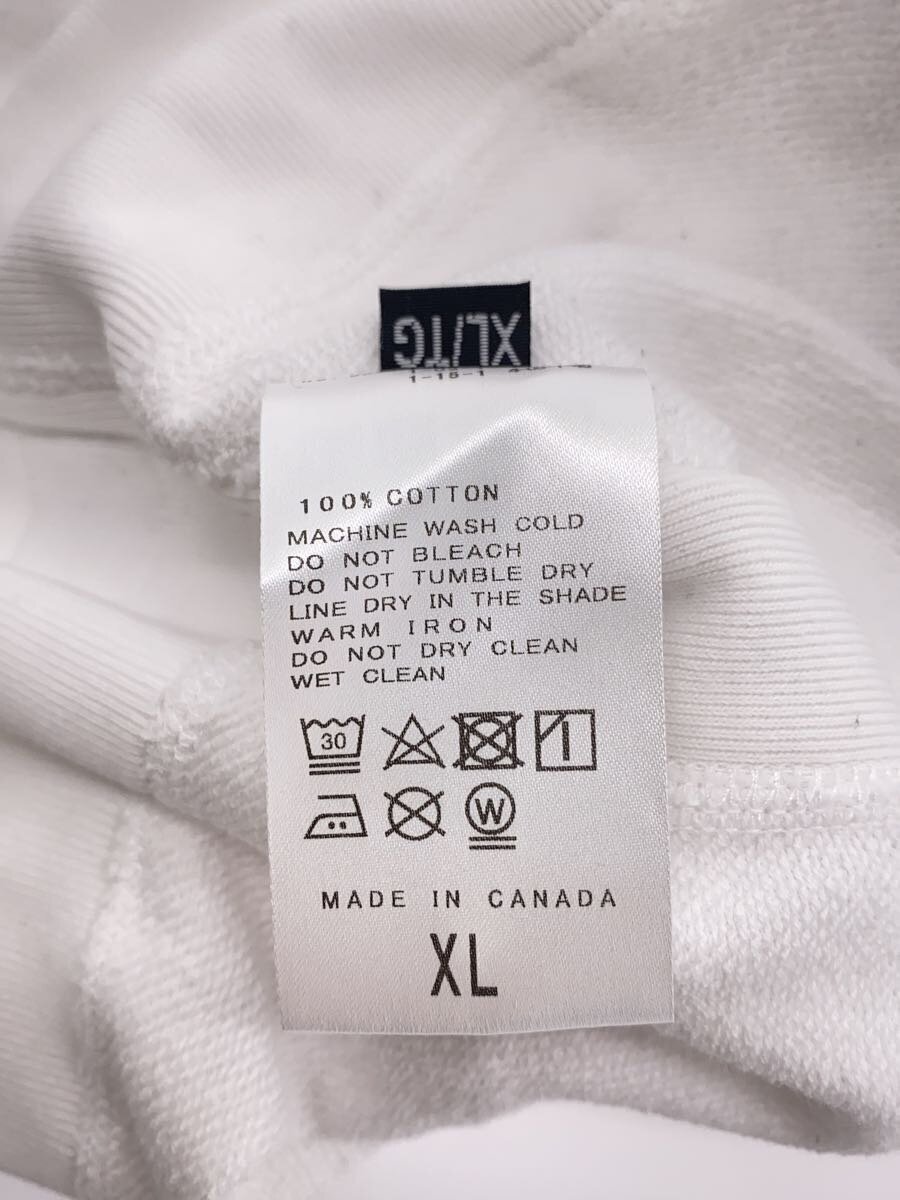 XL/TG
100% COTTON
MACHINE WASH COLD
DO NOT BLEACH
DO NOT TUMBLE DRY
LINE DRY IN THE SHADE
WARM IRON
DO NOT DRY CLEAN
WET CLEAN
30
W
MADE IN CANADA
XL